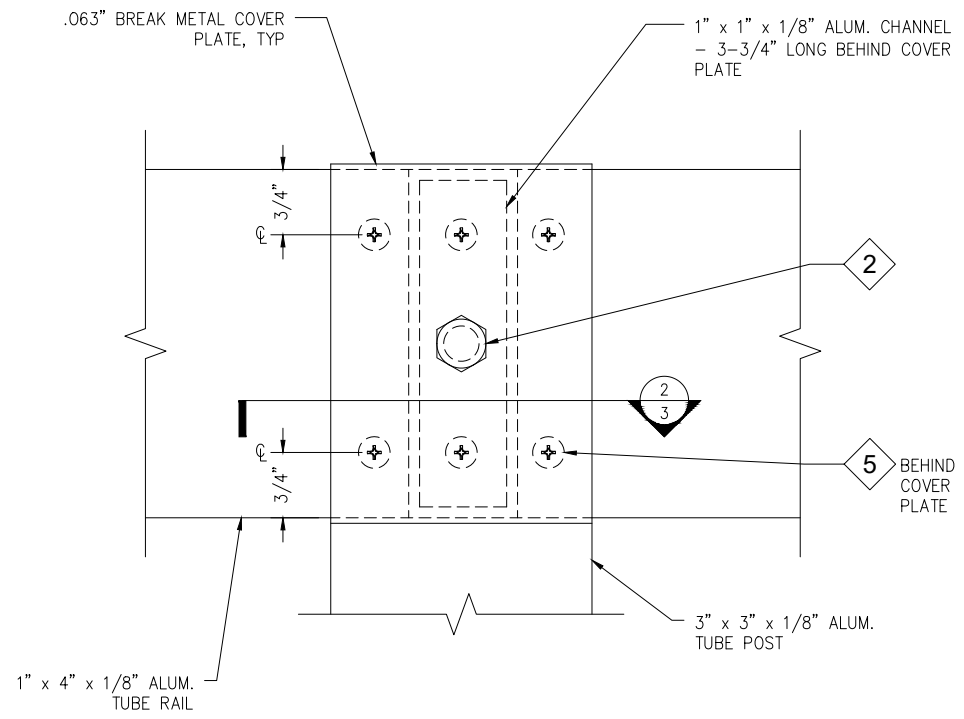 .063” BREAK METAL COVER
PLATE, TYP
1” x 1” x 1/8” ALUM. CHANNEL
– 3–3/4” LONG BEHIND COVER
PLATE
3/4”
℄
2
2
3
℄
3/4”
5
BEHIND
COVER
PLATE
3” x 3” x 1/8” ALUM.
TUBE POST
1” x 4” x 1/8” ALUM.
TUBE RAIL